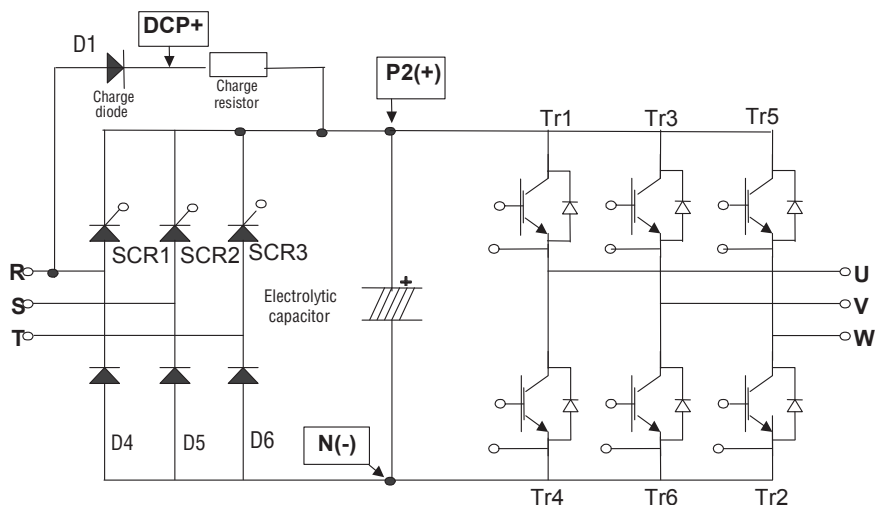 DCP+
D1
Charge
diode
Charge
resistor
P2(+)
Tr1
Tr3
Tr5
SCR1
SCR2
SCR3
R
S
T
Electrolytic
capacitor
+
U
V
W
D4
D5
D6
N(-)
Tr4
Tr6
Tr2